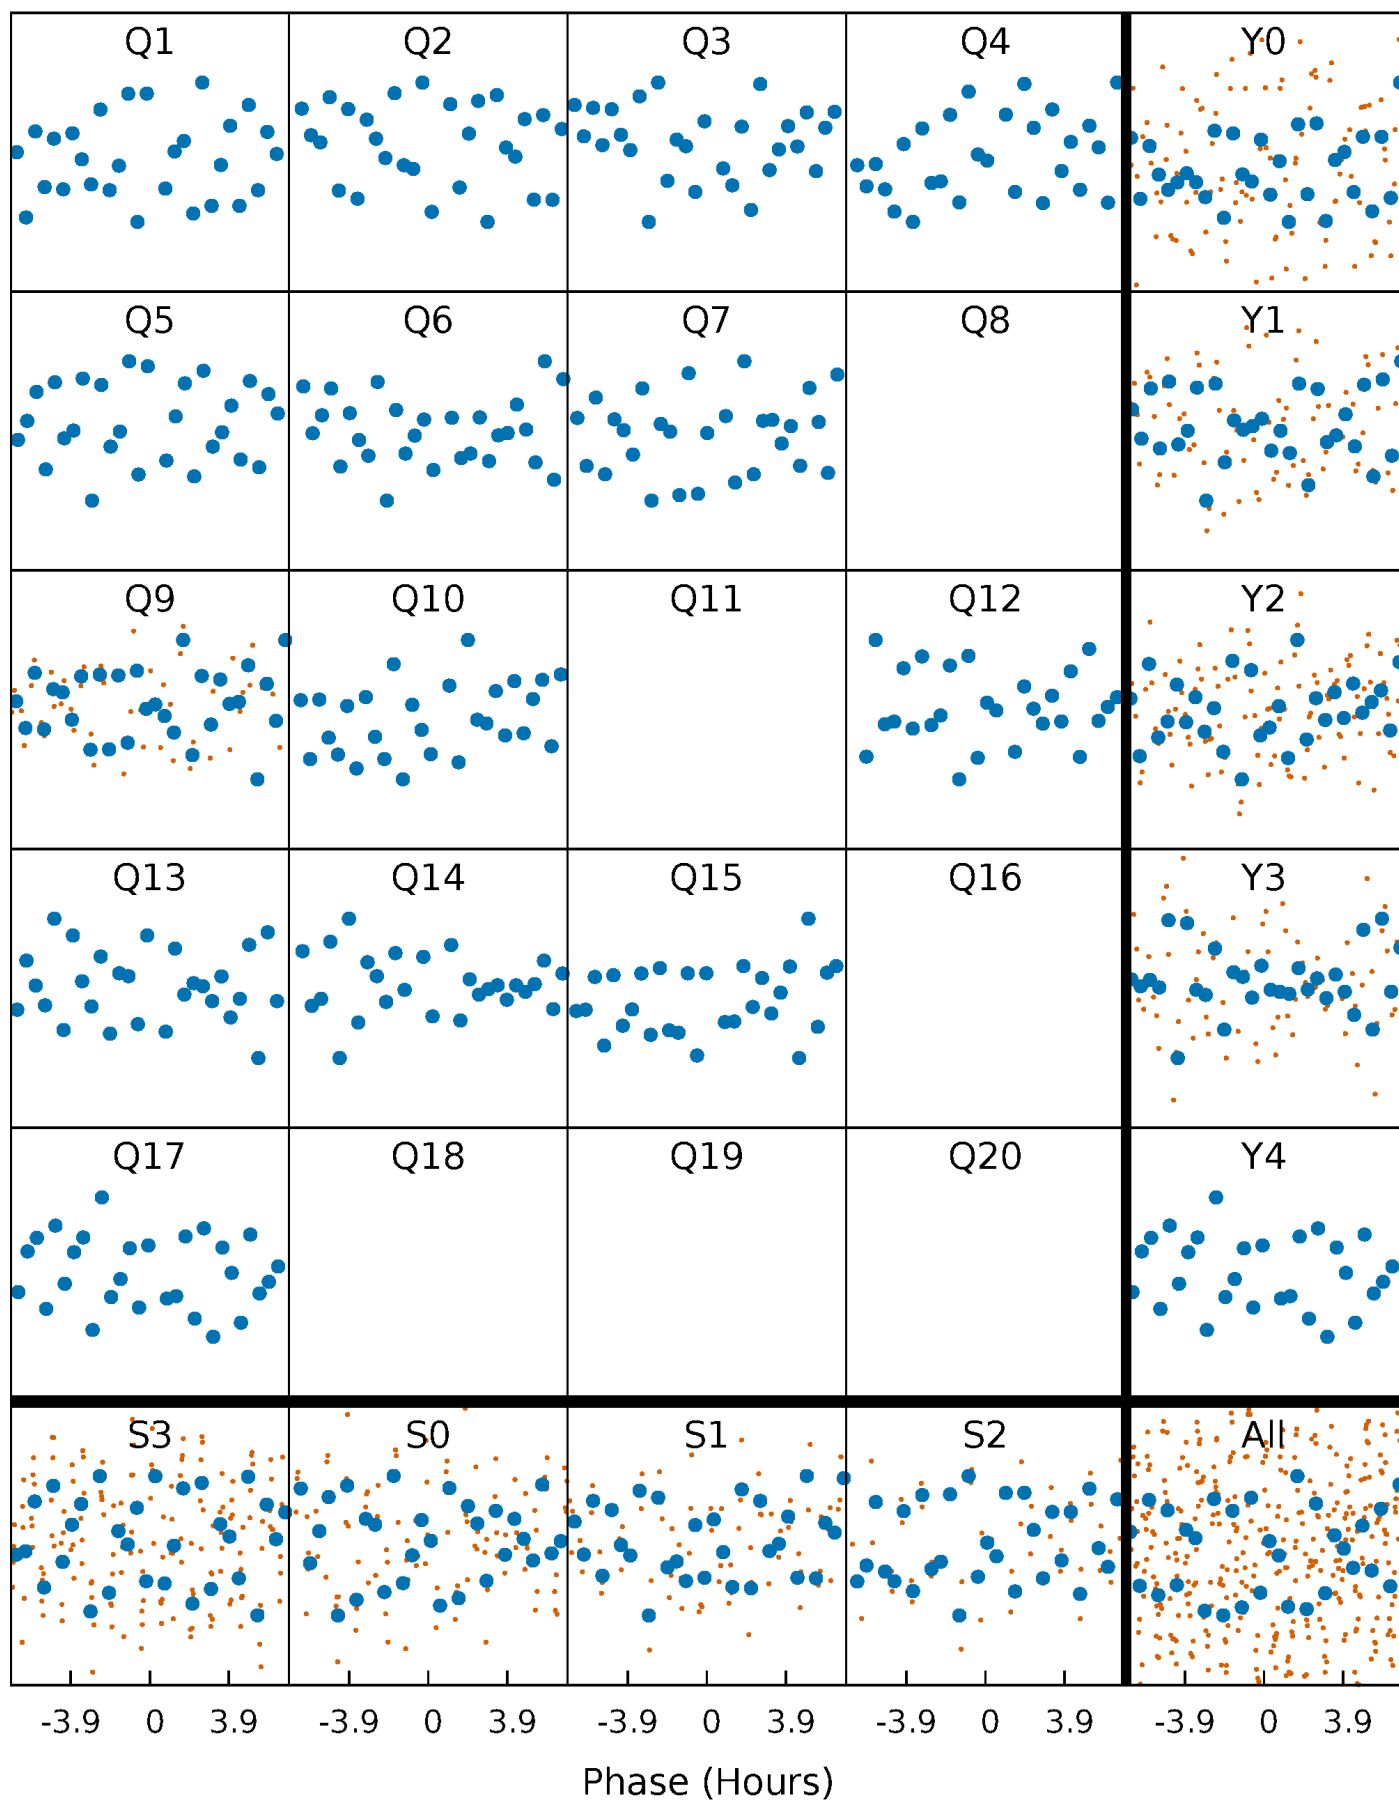 Q1 Q2 Q3 Q4 Y0
Q5 Q6 Q7 Q8 Y1
Q9 Q10 Q11 Q12 Y2
Q13 Q14 Q15 Q16 Y3
Q17 Q18 Q19 Q20 Y4
S3 S0 S1 S2 All
-3.9 0 3.9 -3.9 0 3.9 -3.9 0 3.9 -3.9 0 3.9 -3.9 0 3.9
Phase (Hours)